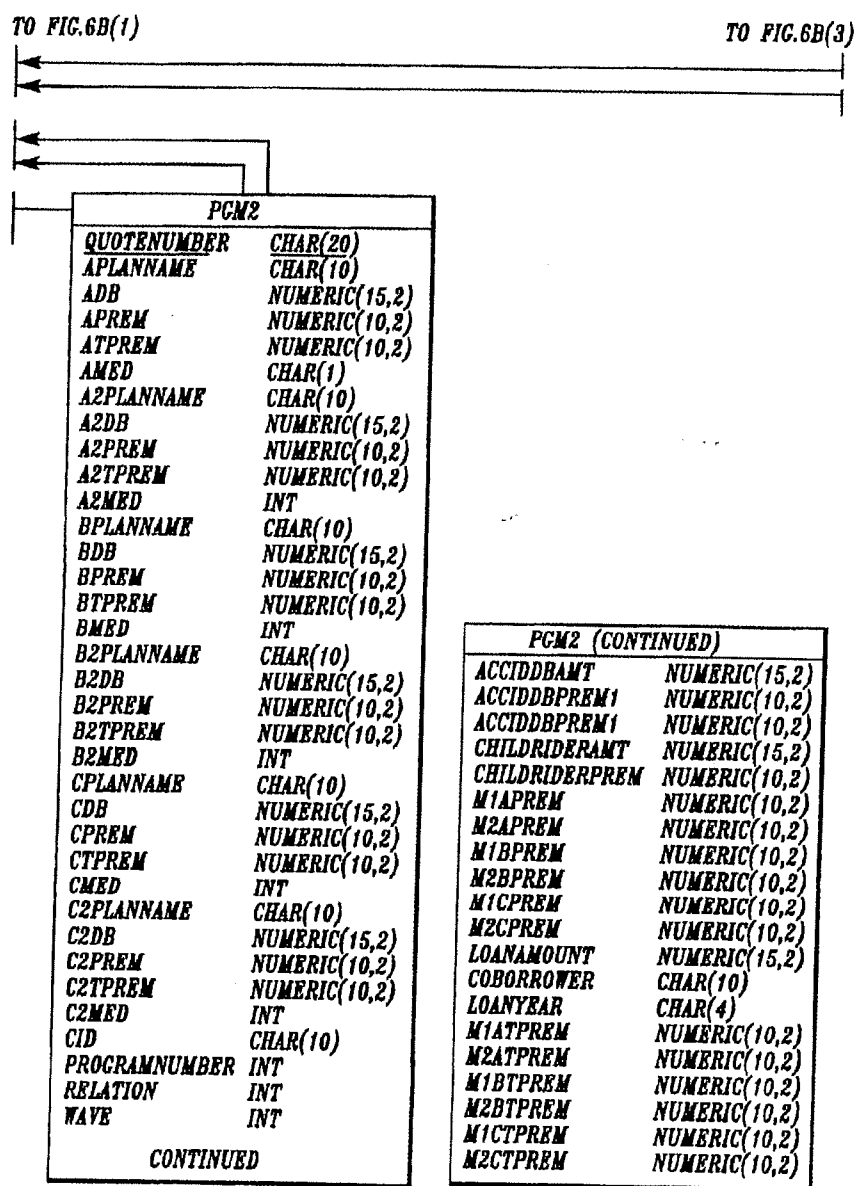 TO FIG.6B(1)
TO FIG.6B(3)
PGM2
QUOTENUMBER CHAR(20)
APLANNAME CHAR(10)
ADB NUMERIC(15,2)
APREM NUMERIC(10,2)
ATPREM NUMERIC(10,2)
AMED CHAR(1)
A2PLANNAME CHAR(10)
A2DB NUMERIC(15,2)
A2PREM NUMERIC(10,2)
A2TPREM NUMERIC(10,2)
A2MED INT
BPLANNAME CHAR(10)
BDB NUMERIC(15,2)
BPREM NUMERIC(10,2)
BTPREM NUMERIC(10,2)
BMED INT
B2PLANNAME CHAR(10)
B2DB NUMERIC(15,2)
B2PREM NUMERIC(10,2)
B2TPREM NUMERIC(10,2)
B2MED INT
CPLANNAME CHAR(10)
CDB NUMERIC(15,2)
CPREM NUMERIC(10,2)
CTPREM NUMERIC(10,2)
CMED INT
C2PLANNAME CHAR(10)
C2DB NUMERIC(15,2)
C2PREM NUMERIC(10,2)
C2TPREM NUMERIC(10,2)
C2MED INT
CID CHAR(10)
PROGRAMNUMBER INT
RELATION INT
WAVE INT
CONTINUED
PGM2 (CONTINUED)
ACCIDDBAMT NUMERIC(15,2)
ACCIDDBPREM1 NUMERIC(10,2)
ACCIDDBPREM1 NUMERIC(10,2)
CHILDRIDERAMT NUMERIC(15,2)
CHILDRIDERPREM NUMERIC(10,2)
M1APREM NUMERIC(10,2)
M2APREM NUMERIC(10,2)
M1BPREM NUMERIC(10,2)
M2BPREM NUMERIC(10,2)
M1CPREM NUMERIC(10,2)
M2CPREM NUMERIC(10,2)
LOANAMOUNT NUMERIC(15,2)
COBORROWER CHAR(10)
LOANYEAR CHAR(4)
M1ATPREM NUMERIC(10,2)
M2ATPREM NUMERIC(10,2)
M1BTPREM NUMERIC(10,2)
M2BTPREM NUMERIC(10,2)
M1CTPREM NUMERIC(10,2)
M2CTPREM NUMERIC(10,2)